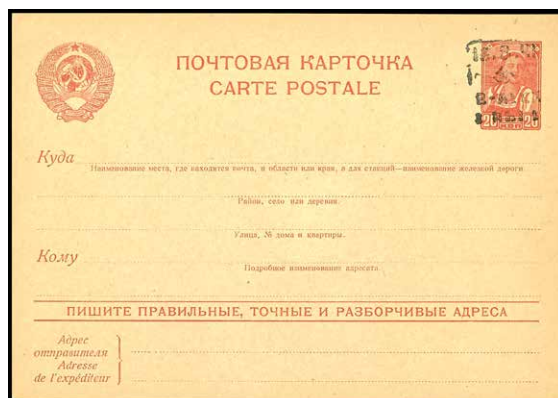 ПОЧТОВАЯ КАРТОЧКА
CARTE POSTALE
20 20
Куда
Наименование места, где находится почта, и области или края, а для станций—наименование железной дороги
Район, село или деревня
Улица, № дома и квартиры.
Кому
Подробное наименование адресата
ПИШИТЕ ПРАВИЛЬНЫЕ, ТОЧНЫЕ И РАЗБОРЧИВЫЕ АДРЕСА
Адрес
отправителя
Adresse
de l'expéditeur